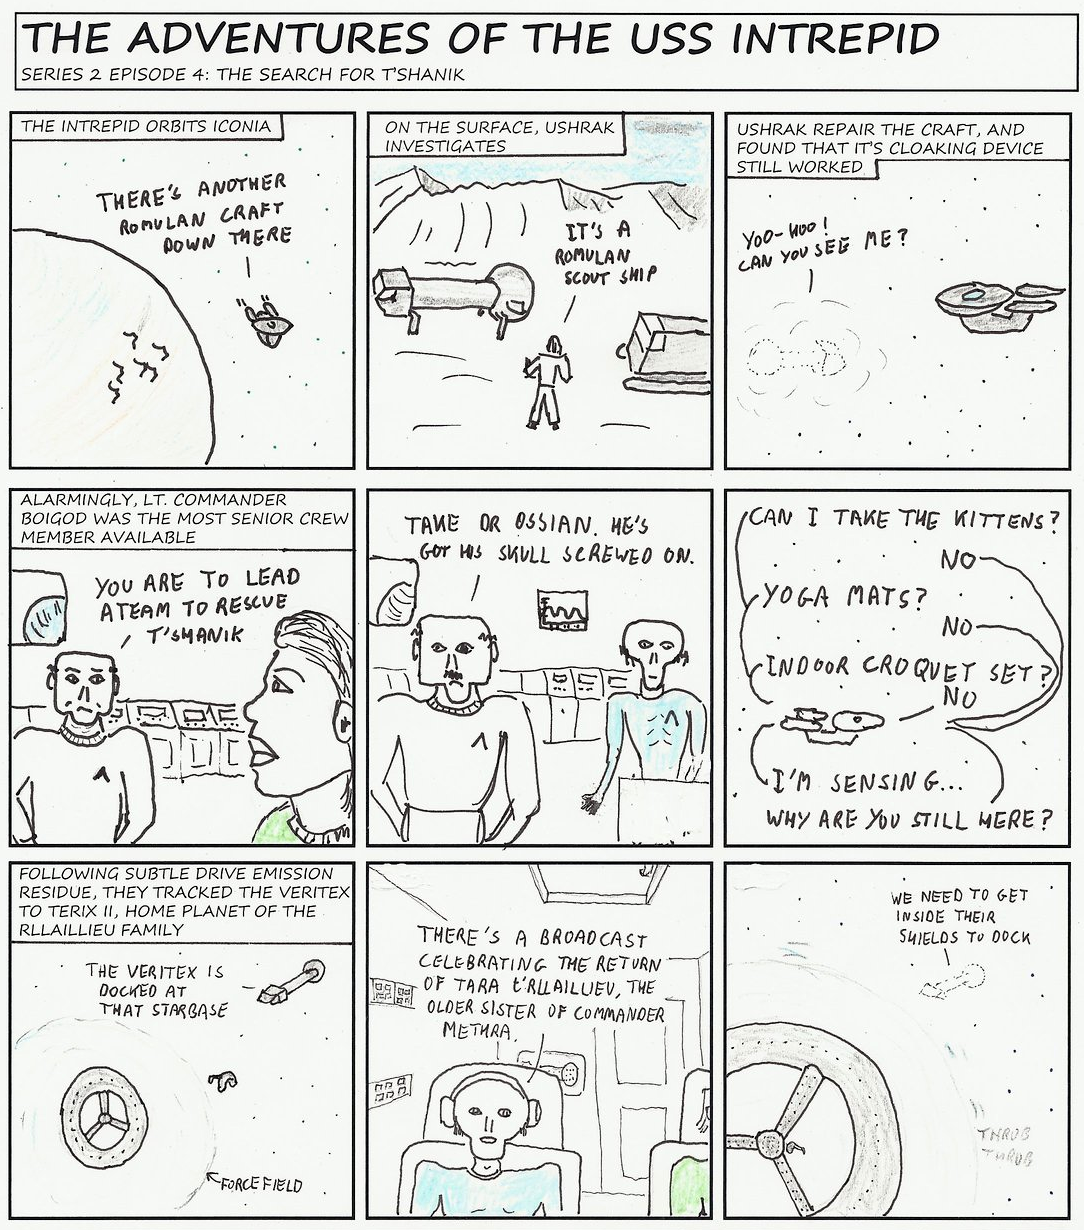 THE ADVENTURES OF THE USS INTREPID
SERIES 2 EPISODE 4: THE SEARCH FOR T'SHANIK
THE INTREPID ORBITS ICONIA
THERE'S ANOTHER
ROMULAN CRAFT
DOWN THERE
ON THE SURFACE, USHRAK
INVESTIGATES
IT'S A
ROMULAN
SCOUT SHIP
USHRAK REPAIR THE CRAFT, AND
FOUND THAT IT'S CLOAKING DEVICE
STILL WORKED
YOO-HOO!
CAN YOU SEE ME?
ALARMINGLY, LT. COMMANDER
BOIGOD WAS THE MOST SENIOR CREW
MEMBER AVAILABLE
YOU ARE TO LEAD
A TEAM TO RESCUE
T'SHANIK
TAKE DR OSSIAN. HE'S
GOT HIS SKULL SCREWED ON.
CAN I TAKE THE KITTENS?
NO
YOGA MATS?
NO
INDOOR CROQUET SET?
NO
I'M SENSING...
WHY ARE YOU STILL HERE?
FOLLOWING SUBTLE DRIVE EMISSION
RESIDUE, THEY TRACKED THE VERITEX
TO TERIX II, HOME PLANET OF THE
RLLAILLIEU FAMILY
THE VERITEX IS
DOCKED AT
THAT STARBASE
FORCEFIELD
THERE'S A BROADCAST
CELEBRATING THE RETURN
OF TARA t'RLLAILLIEU, THE
OLDER SISTER OF COMMANDER
METHRA.
WE NEED TO GET
INSIDE THEIR
SHIELDS TO DOCK
THROB
THROB